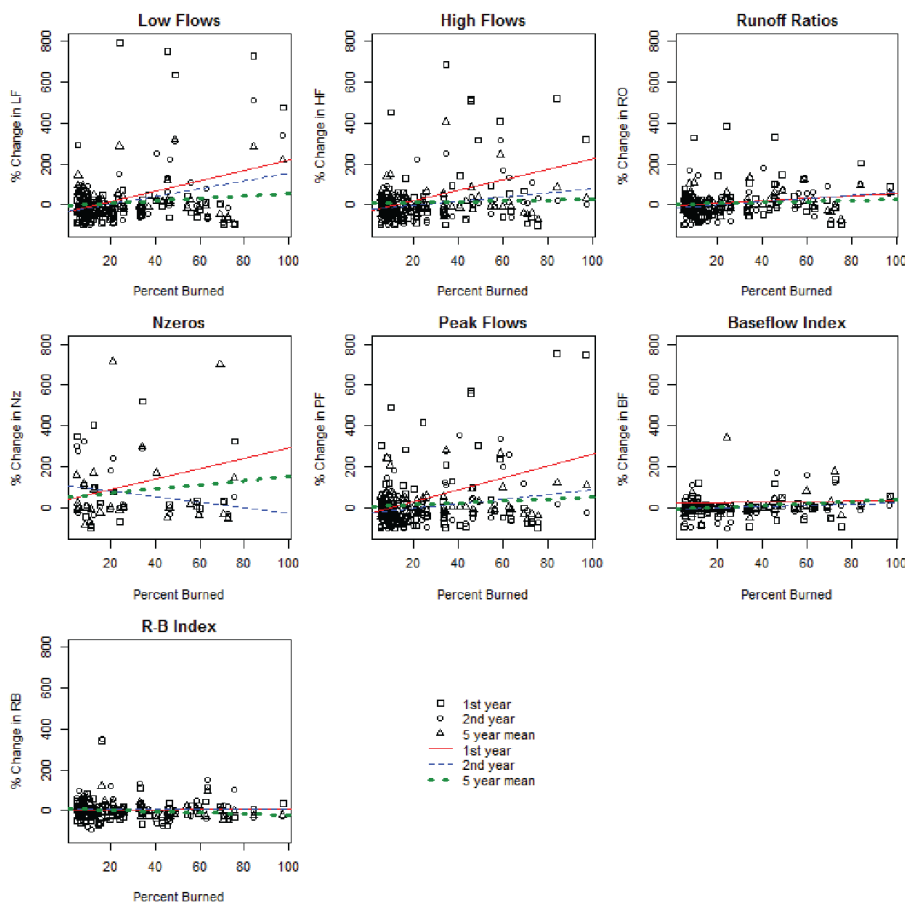 Low Flows
High Flows
Runoff Ratios
% Change in LF
0 200 400 600 800
20 40 60 80 100
Percent Burned
% Change in HF
0 200 400 600 800
20 40 60 80 100
Percent Burned
% Change in RO
0 200 400 600 800
20 40 60 80 100
Percent Burned
Nzeros
Peak Flows
Baseflow Index
% Change in Nz
0 200 400 600 800
20 40 60 80 100
Percent Burned
% Change in PF
0 200 400 600 800
20 40 60 80 100
Percent Burned
% Change in BF
0 200 400 600 800
20 40 60 80 100
Percent Burned
R-B Index
% Change in RB
0 200 400 600 800
20 40 60 80 100
Percent Burned
1st year
2nd year
5 year mean
1st year
2nd year
5 year mean